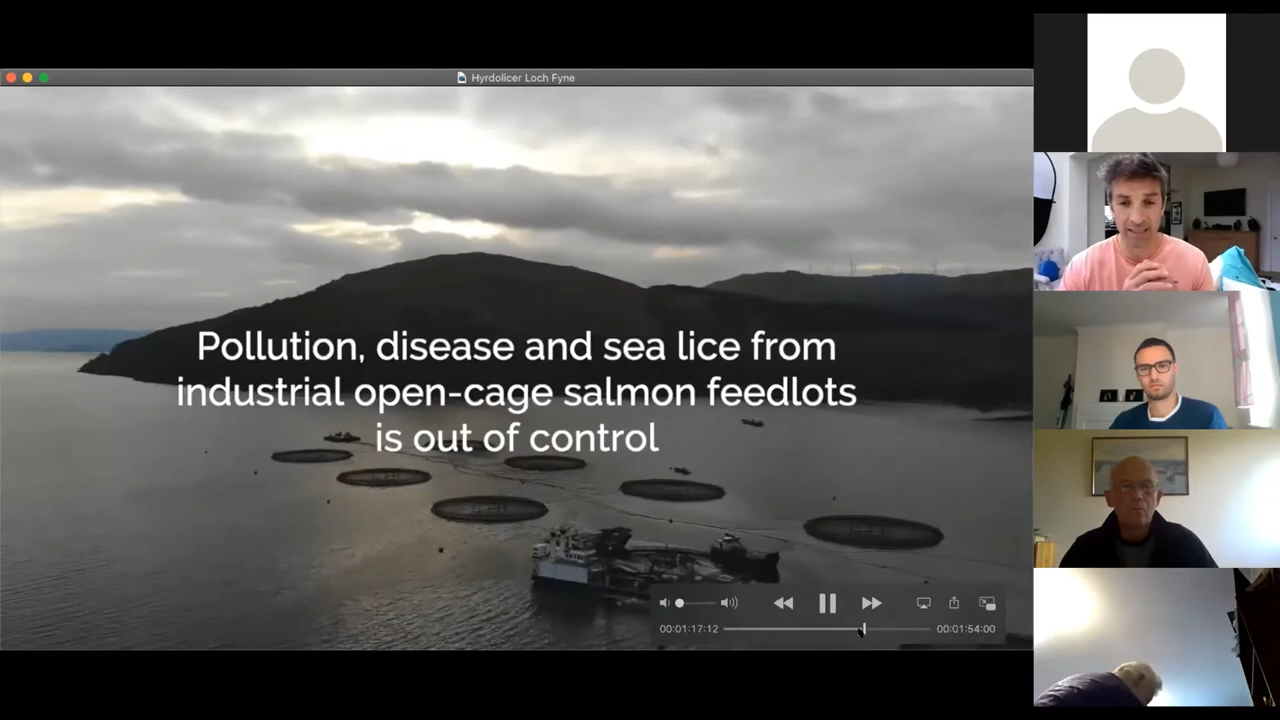 Hyrdolicer Loch Fyne
Pollution, disease and sea lice from
industrial open-cage salmon feedlots
is out of control
00:01:17:12
00:01:54:00